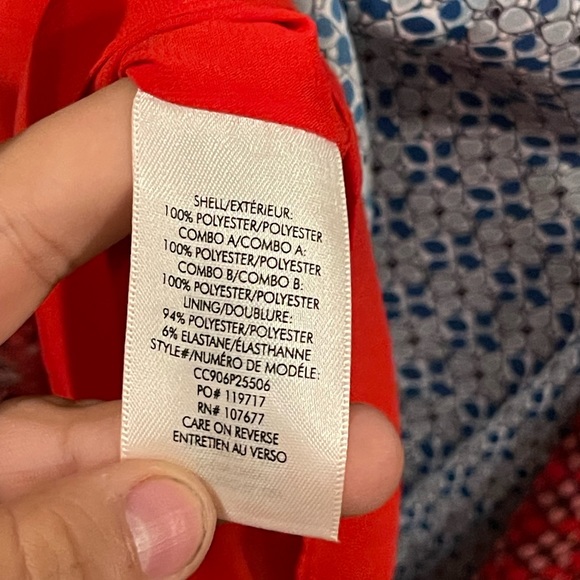 SHELL/EXTÉRIEUR:
100% POLYESTER/POLYESTER
COMBO A/COMBO A:
100% POLYESTER/POLYESTER
COMBO B/COMBO B:
100% POLYESTER/POLYESTER
LINING/DOUBLURE:
94% POLYESTER/POLYESTER
6% ELASTANE/ÉLASTHANNE
STYLE#/NUMÉRO DE MODÉLE:
CC906P25506
PO# 119717
RN# 107677
CARE ON REVERSE
ENTRETIEN AU VERSO